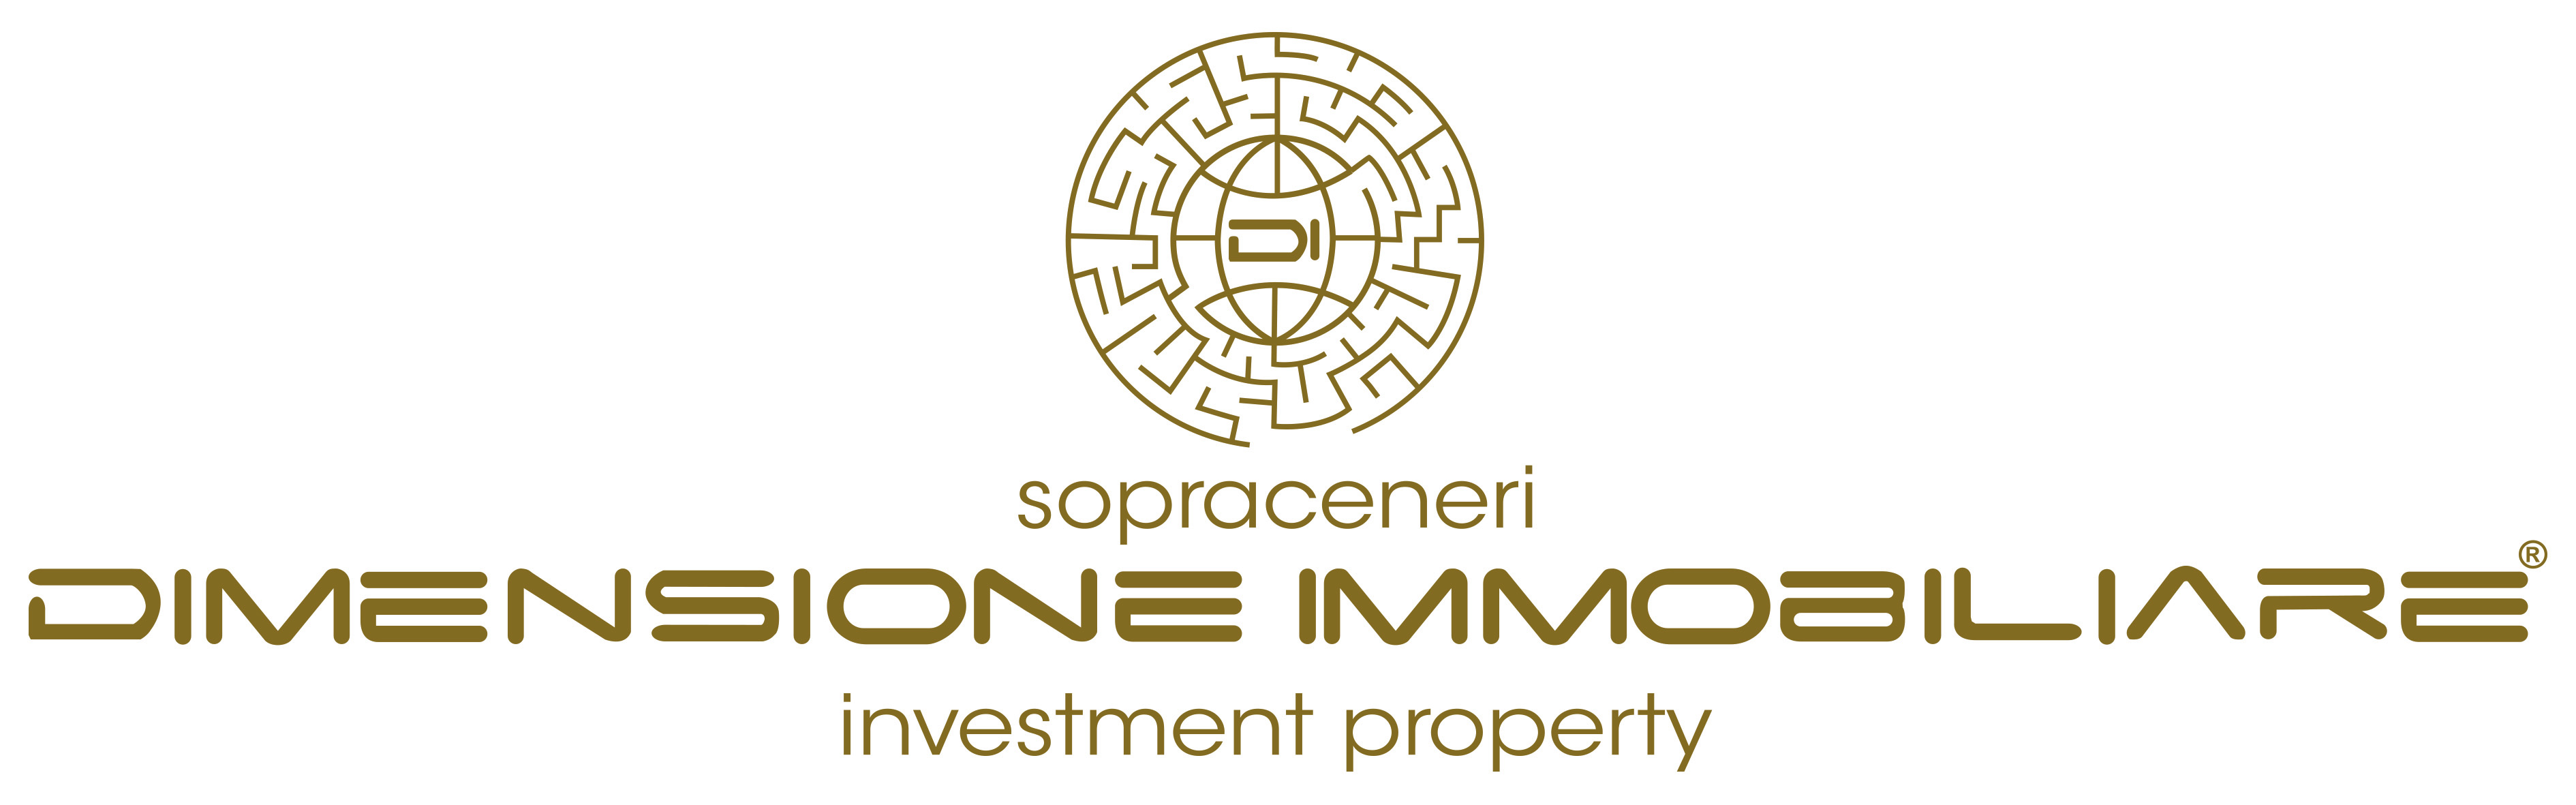 DI
sopraceneri
DIMENSIONE IMMOBILIARE®
investment property